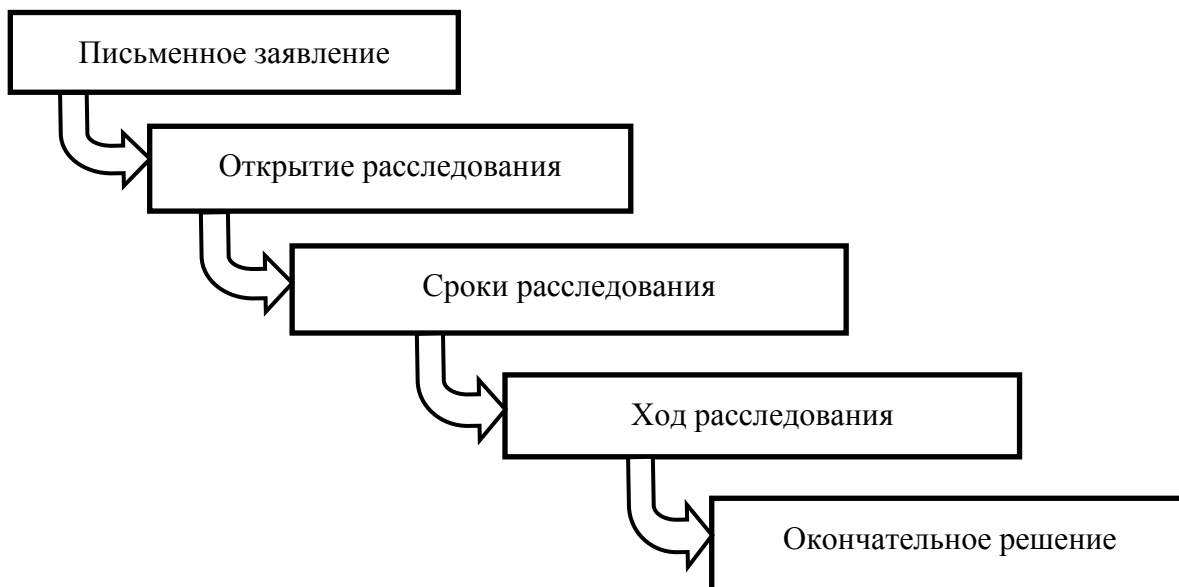 Письменное заявление
Открытие расследования
Сроки расследования
Ход расследования
Окончательное решение